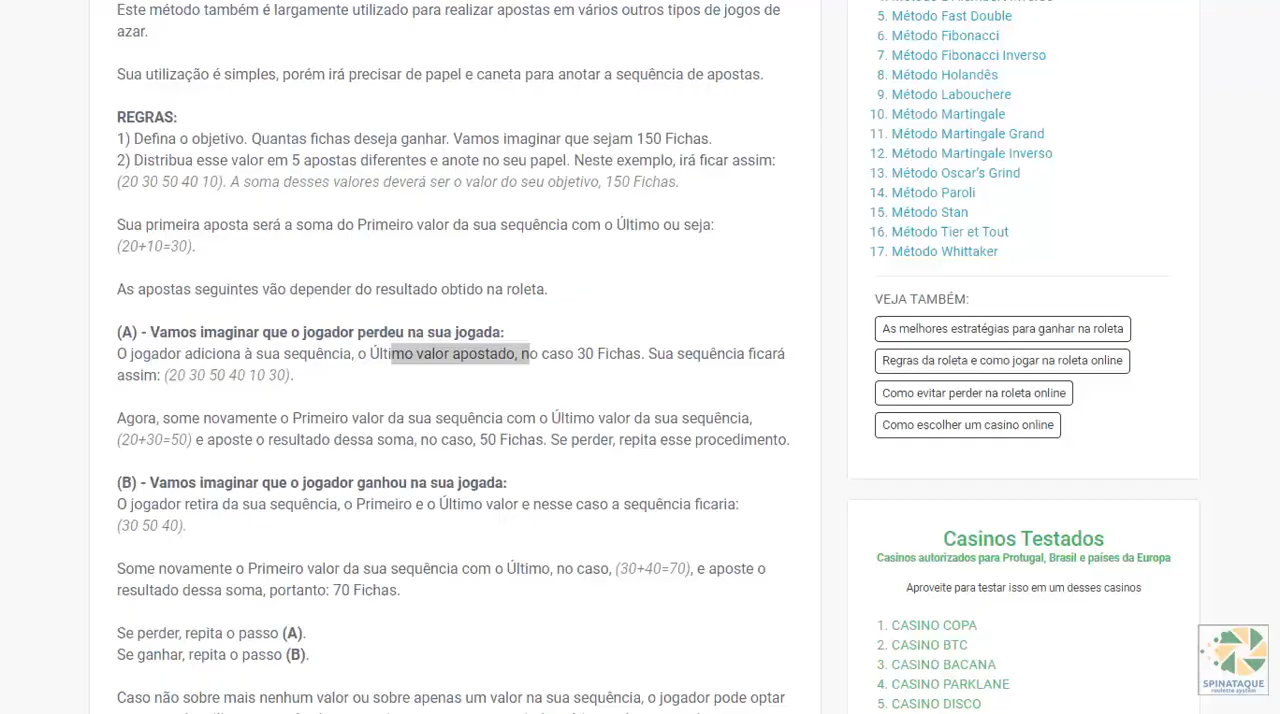 Este método também é largamente utilizado para realizar apostas em vários outros tipos de jogos de
azar.
Sua utilização é simples, porém irá precisar de papel e caneta para anotar a sequência de apostas.
REGRAS:
1) Defina o objetivo. Quantas fichas deseja ganhar. Vamos imaginar que sejam 150 Fichas.
2) Distribua esse valor em 5 apostas diferentes e anote no seu papel. Neste exemplo, irá ficar assim:
(20 30 50 40 10). A soma desses valores deverá ser o valor do seu objetivo, 150 Fichas.
Sua primeira aposta será a soma do Primeiro valor da sua sequência com o Último ou seja:
(20+10=30).
As apostas seguintes vão depender do resultado obtido na roleta.
(A) - Vamos imaginar que o jogador perdeu na sua jogada:
O jogador adiciona à sua sequência, o Último valor apostado, no caso 30 Fichas. Sua sequência ficará
assim: (20 30 50 40 10 30).
Agora, some novamente o Primeiro valor da sua sequência com o Último valor da sua sequência,
(20+30=50) e aposte o resultado dessa soma, no caso, 50 Fichas. Se perder, repita esse procedimento.
(B) - Vamos imaginar que o jogador ganhou na sua jogada:
O jogador retira da sua sequência, o Primeiro e o Último valor e nesse caso a sequência ficaria:
(30 50 40).
Some novamente o Primeiro valor da sua sequência com o Último, no caso, (30+40=70), e aposte o
resultado dessa soma, portanto: 70 Fichas.
Se perder, repita o passo (A).
Se ganhar, repita o passo (B).
Caso não sobre mais nenhum valor ou sobre apenas um valor na sua sequência, o jogador pode optar
5. Método Fast Double
6. Método Fibonacci
7. Método Fibonacci Inverso
8. Método Holandês
9. Método Labouchere
10. Método Martingale
11. Método Martingale Grand
12. Método Martingale Inverso
13. Método Oscar's Grind
14. Método Paroli
15. Método Stan
16. Método Tier et Tout
17. Método Whittaker
VEJA TAMBÉM:
As melhores estratégias para ganhar na roleta
Regras da roleta e como jogar na roleta online
Como evitar perder na roleta online
Como escolher um casino online
Casinos Testados
Casinos autorizados para Protugal, Brasil e países da Europa
Aproveite para testar isso em um desses casinos
1. CASINO COPA
2. CASINO BTC
3. CASINO BACANA
4. CASINO PARKLANE
5. CASINO DISCO
SPINATAQUE
roulette system